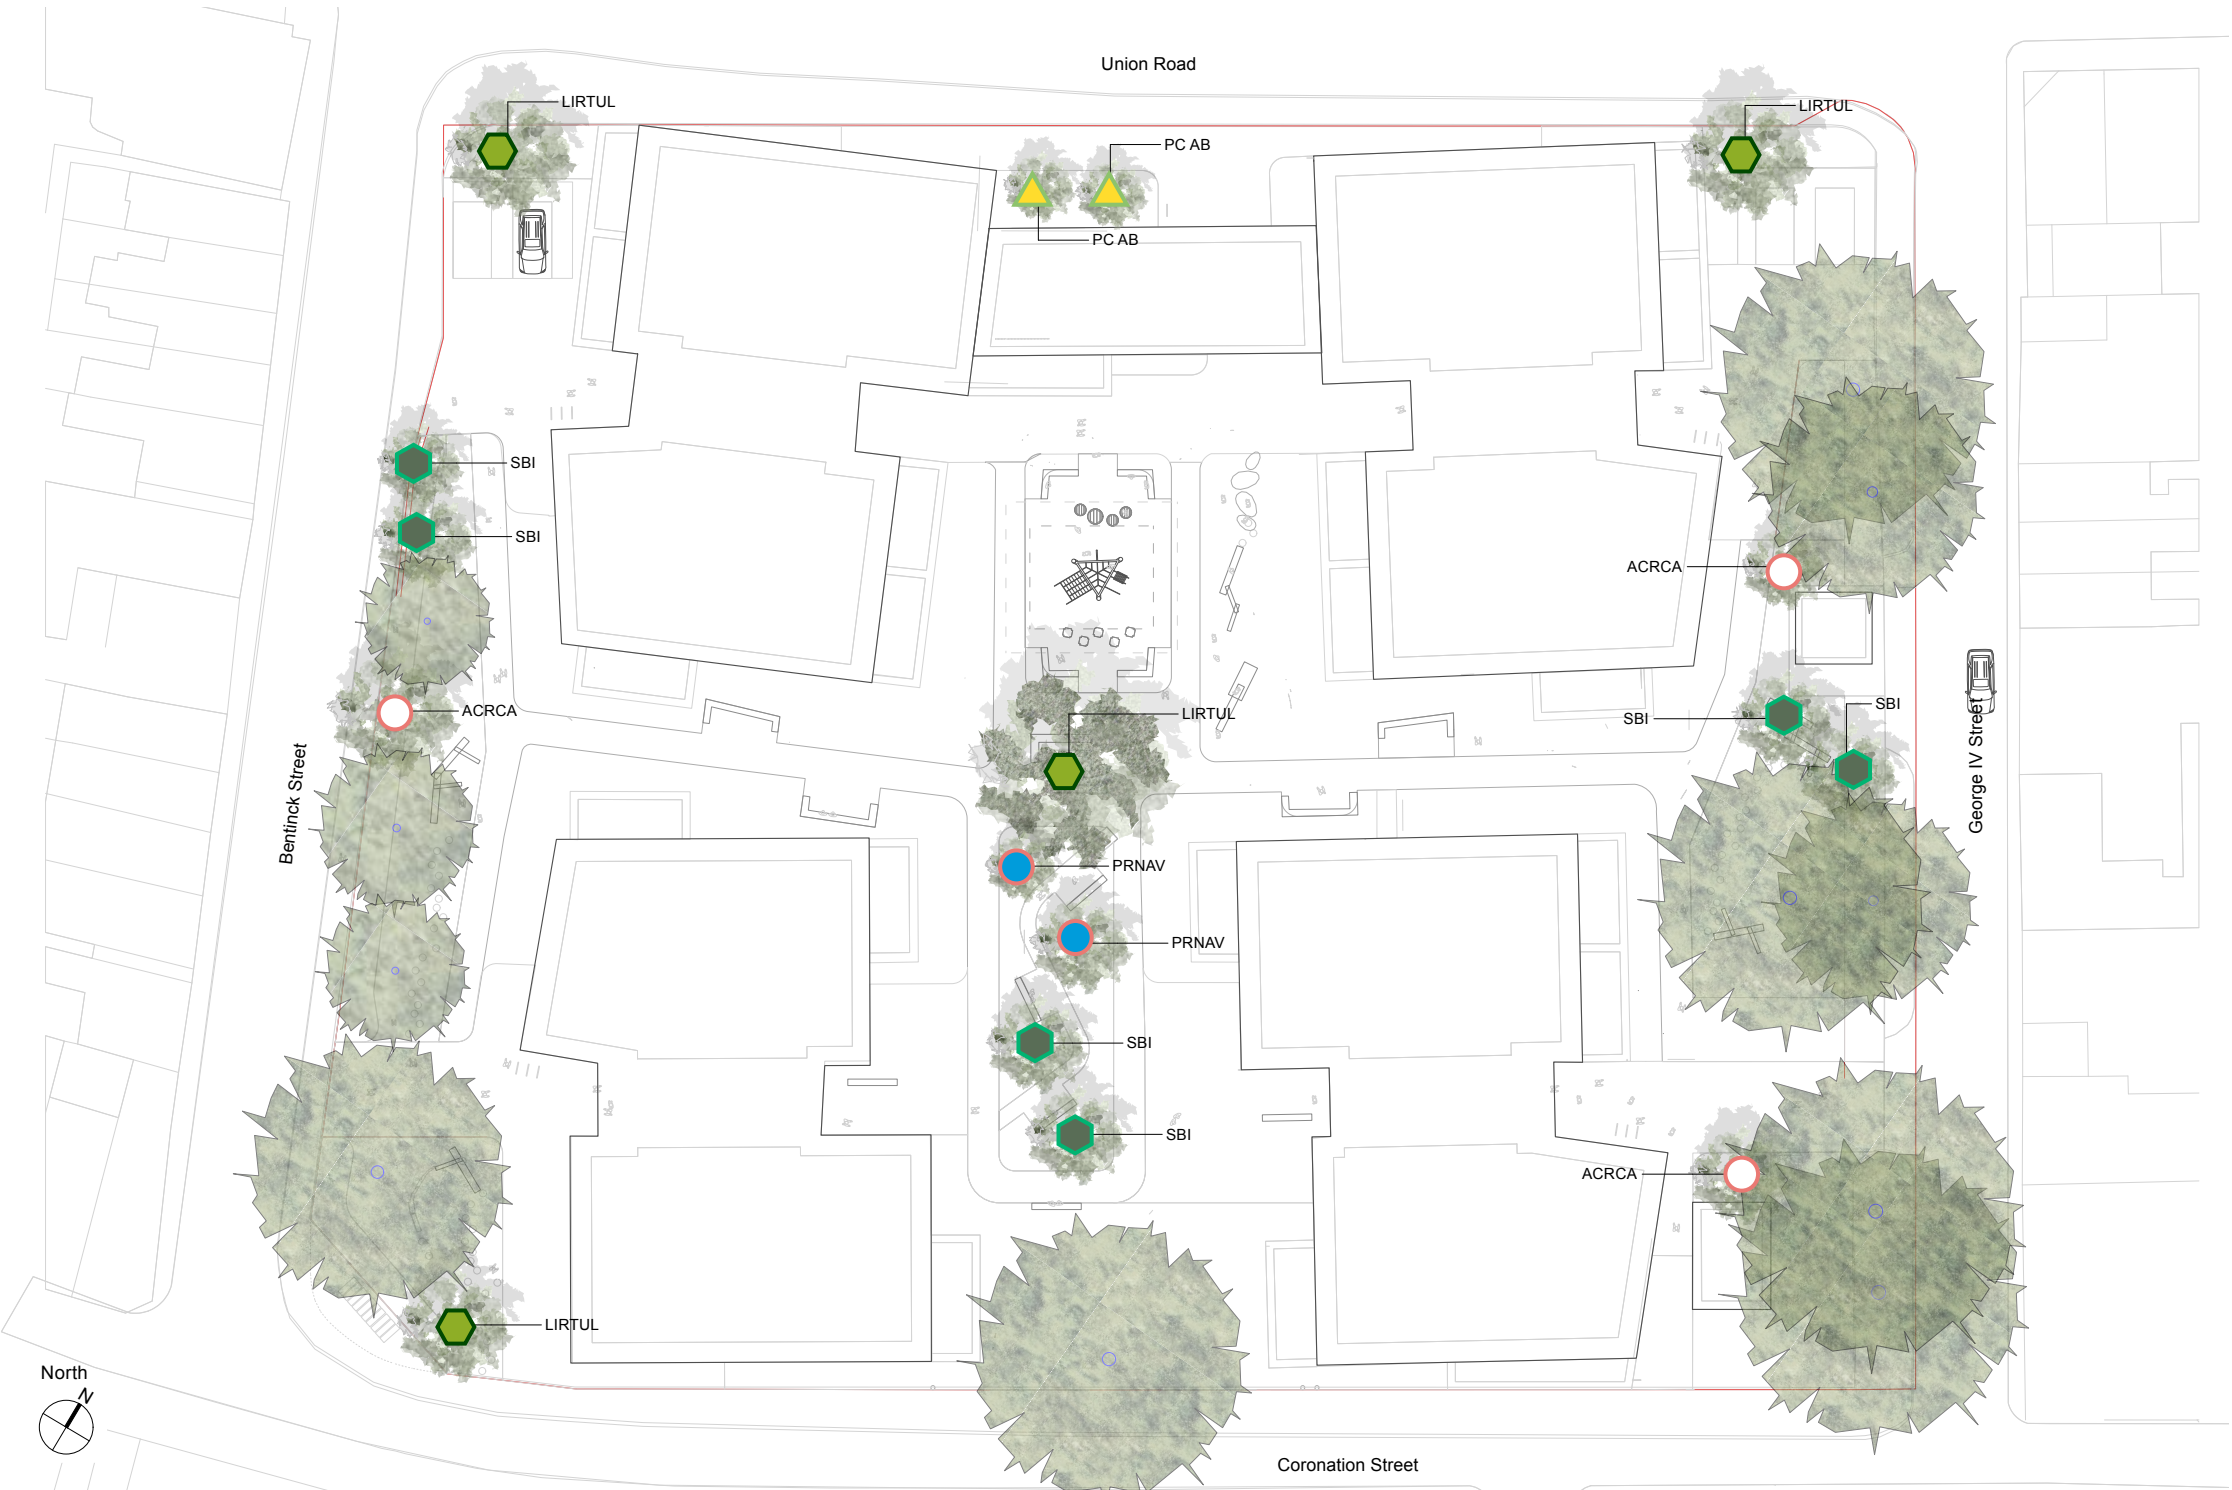 Union Road
LIRTUL
LIRTUL
PC AB
PC AB
SBI
SBI
ACRCA
ACRCA
SBI
SBI
LIRTUL
Bentinck Street
George IV Street
PRNAV
PRNAV
SBI
SBI
ACRCA
LIRTUL
North
N
Coronation Street